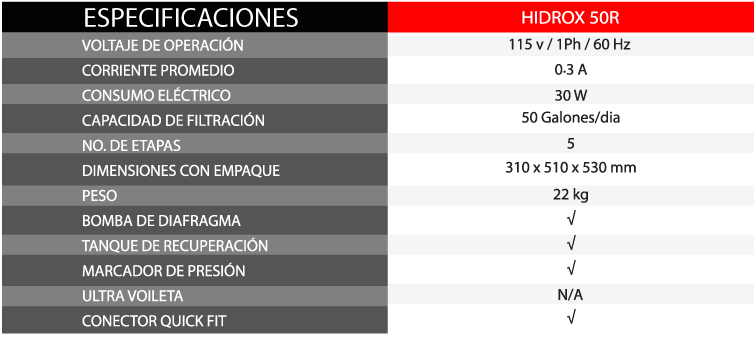 ESPECIFICACIONES HIDROX 50R
VOLTAJE DE OPERACIÓN 115 v / 1Ph / 60 Hz
CORRIENTE PROMEDIO 0.3 A
CONSUMO ELÉCTRICO 30 W
CAPACIDAD DE FILTRACIÓN 50 Galones/dia
NO. DE ETAPAS 5
DIMENSIONES CON EMPAQUE 310 x 510 x 530 mm
PESO 22 kg
BOMBA DE DIAFRAGMA √
TANQUE DE RECUPERACIÓN √
MARCADOR DE PRESIÓN √
ULTRA VOILETA N/A
CONECTOR QUICK FIT √